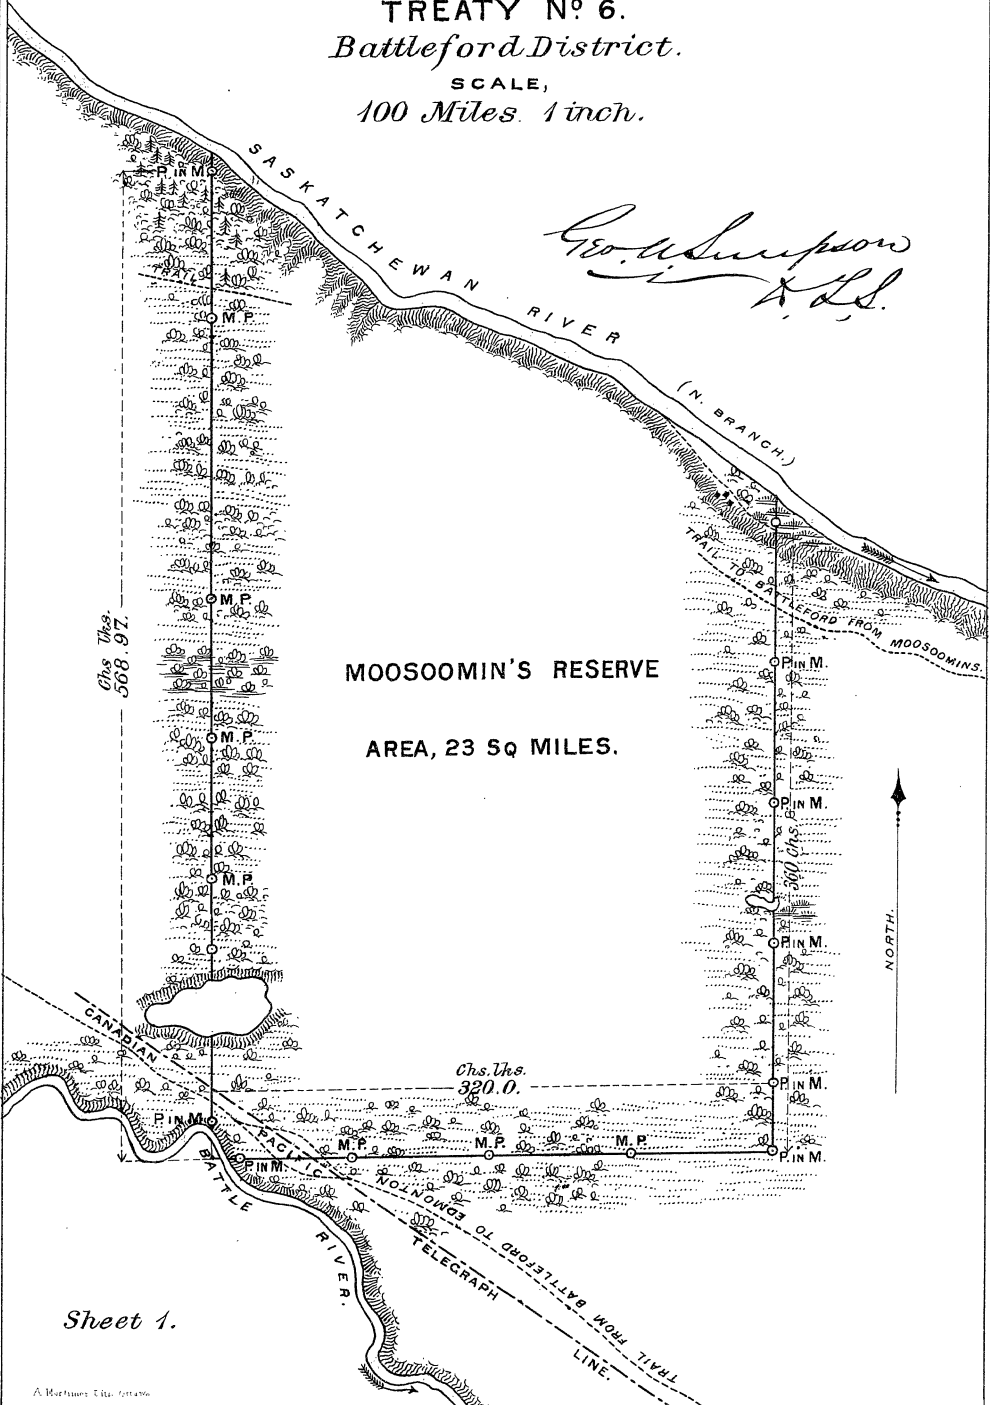 TREATY Nº 6.
Battleford District.
SCALE,
100 Miles 1 inch.
SASKATCHEWAN RIVER
(N. BRANCH.)
Geo. A Simpson
D. L. S.
P. IN M.
TRAIL
M.P.
M.P.
M.P.
M.P.
Chs lks.
568.97.
MOOSOOMIN'S RESERVE
AREA, 23 SQ MILES.
TRAIL TO BATTLEFORD FROM MOOSOOMINS.
P. IN M.
P. IN M.
360 Chs.
P. IN M.
P. IN M.
P. IN M.
NORTH.
Chs. lks.
320.0.
CANADIAN PACIFIC TELEGRAPH LINE.
P. IN M.
P. IN M.
M.P.
M.P.
M.P.
BATTLE RIVER.
TRAIL FROM BATTLEFORD TO EDMONTON
Sheet 1.